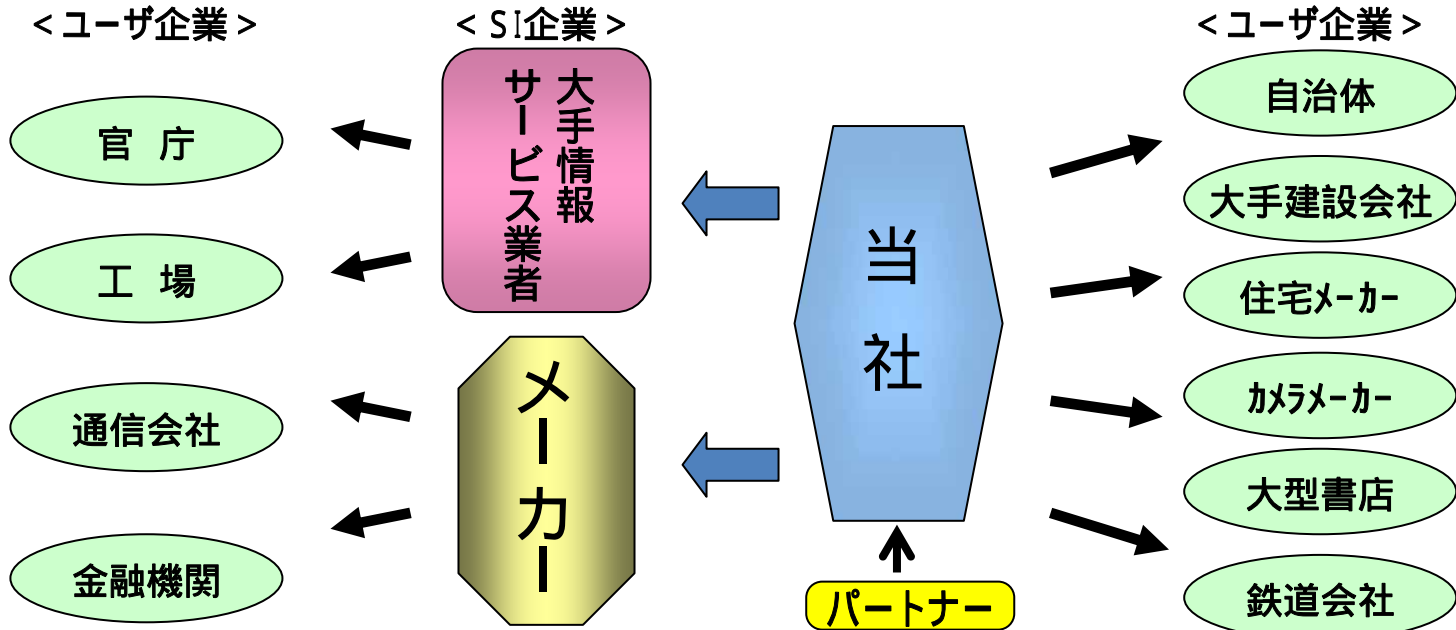 <ユーザ企業>
<SI企業>
<ユーザ企業>
官 庁
工 場
通信会社
金融機関
大手情報
サービス業者
メーカー
当社
パートナー
自治体
大手建設会社
住宅ﾒｰｶｰ
ｶﾒﾗﾒｰｶｰ
大型書店
鉄道会社